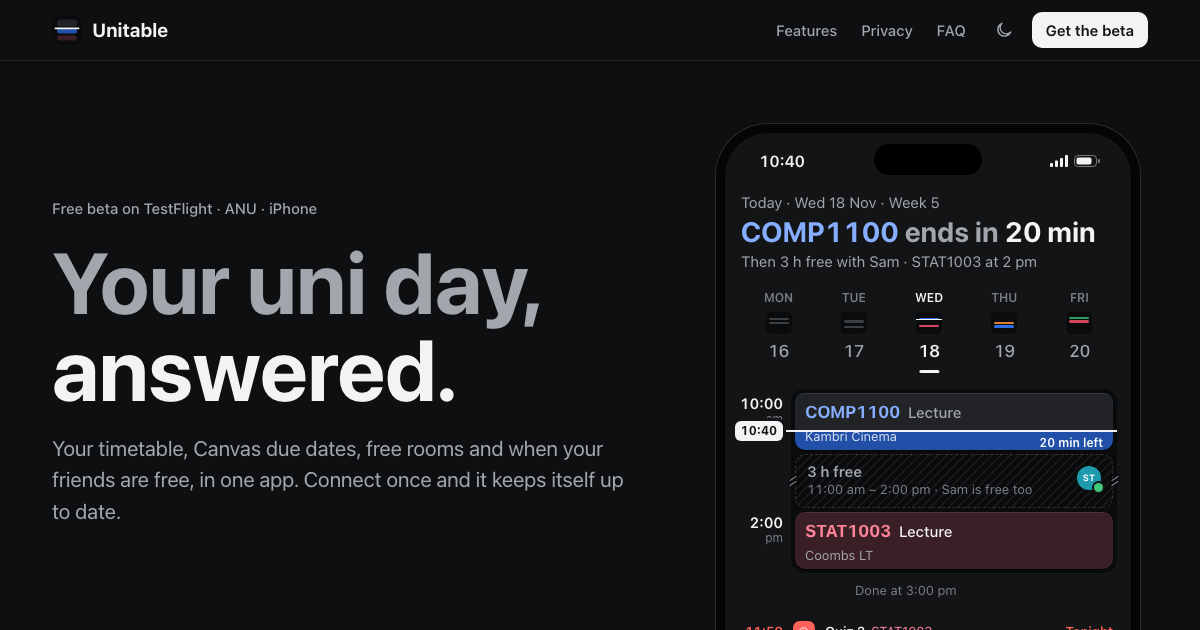 Unitable
Features
Privacy
FAQ
Get the beta
Free beta on TestFlight · ANU · iPhone
Your uni day,
answered.
Your timetable, Canvas due dates, free rooms and when your
friends are free, in one app. Connect once and it keeps itself up
to date.
10:40
Today · Wed 18 Nov · Week 5
COMP1100 ends in 20 min
Then 3 h free with Sam · STAT1003 at 2 pm
MON TUE WED THU FRI
16 17 18 19 20
10:00
COMP1100 Lecture
10:40
Kambri Cinema
20 min left
3 h free
11:00 am – 2:00 pm · Sam is free too
ST
2:00
pm
STAT1003 Lecture
Coombs LT
Done at 3:00 pm